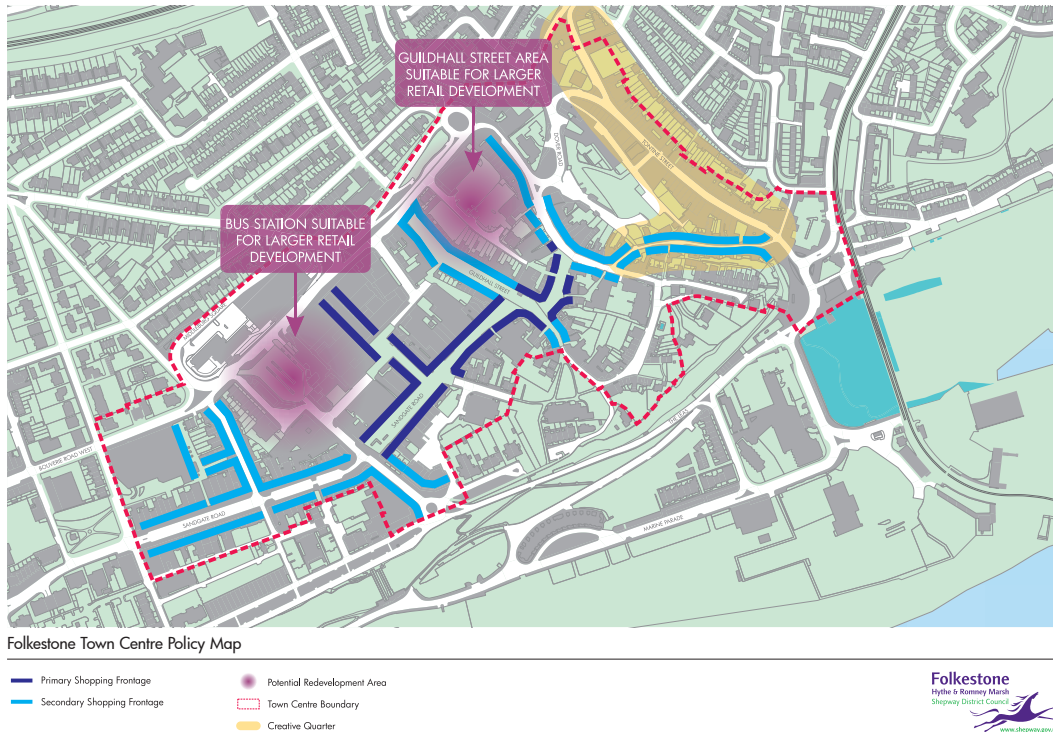 GUILDHALL STREET AREA
SUITABLE FOR LARGER
RETAIL DEVELOPMENT
DOVER ROAD
TONTINE STREET
BUS STATION SUITABLE
FOR LARGER RETAIL
DEVELOPMENT
GUILDHALL STREET
SANDGATE ROAD
THE LEAS
BOUVERIE ROAD WEST
SANDGATE ROAD
MARINE PARADE
Folkestone Town Centre Policy Map
Primary Shopping Frontage
Secondary Shopping Frontage
Potential Redevelopment Area
Town Centre Boundary
Creative Quarter
Folkestone
Hythe & Romney Marsh
Shepway District Council
www.shepway.gov.